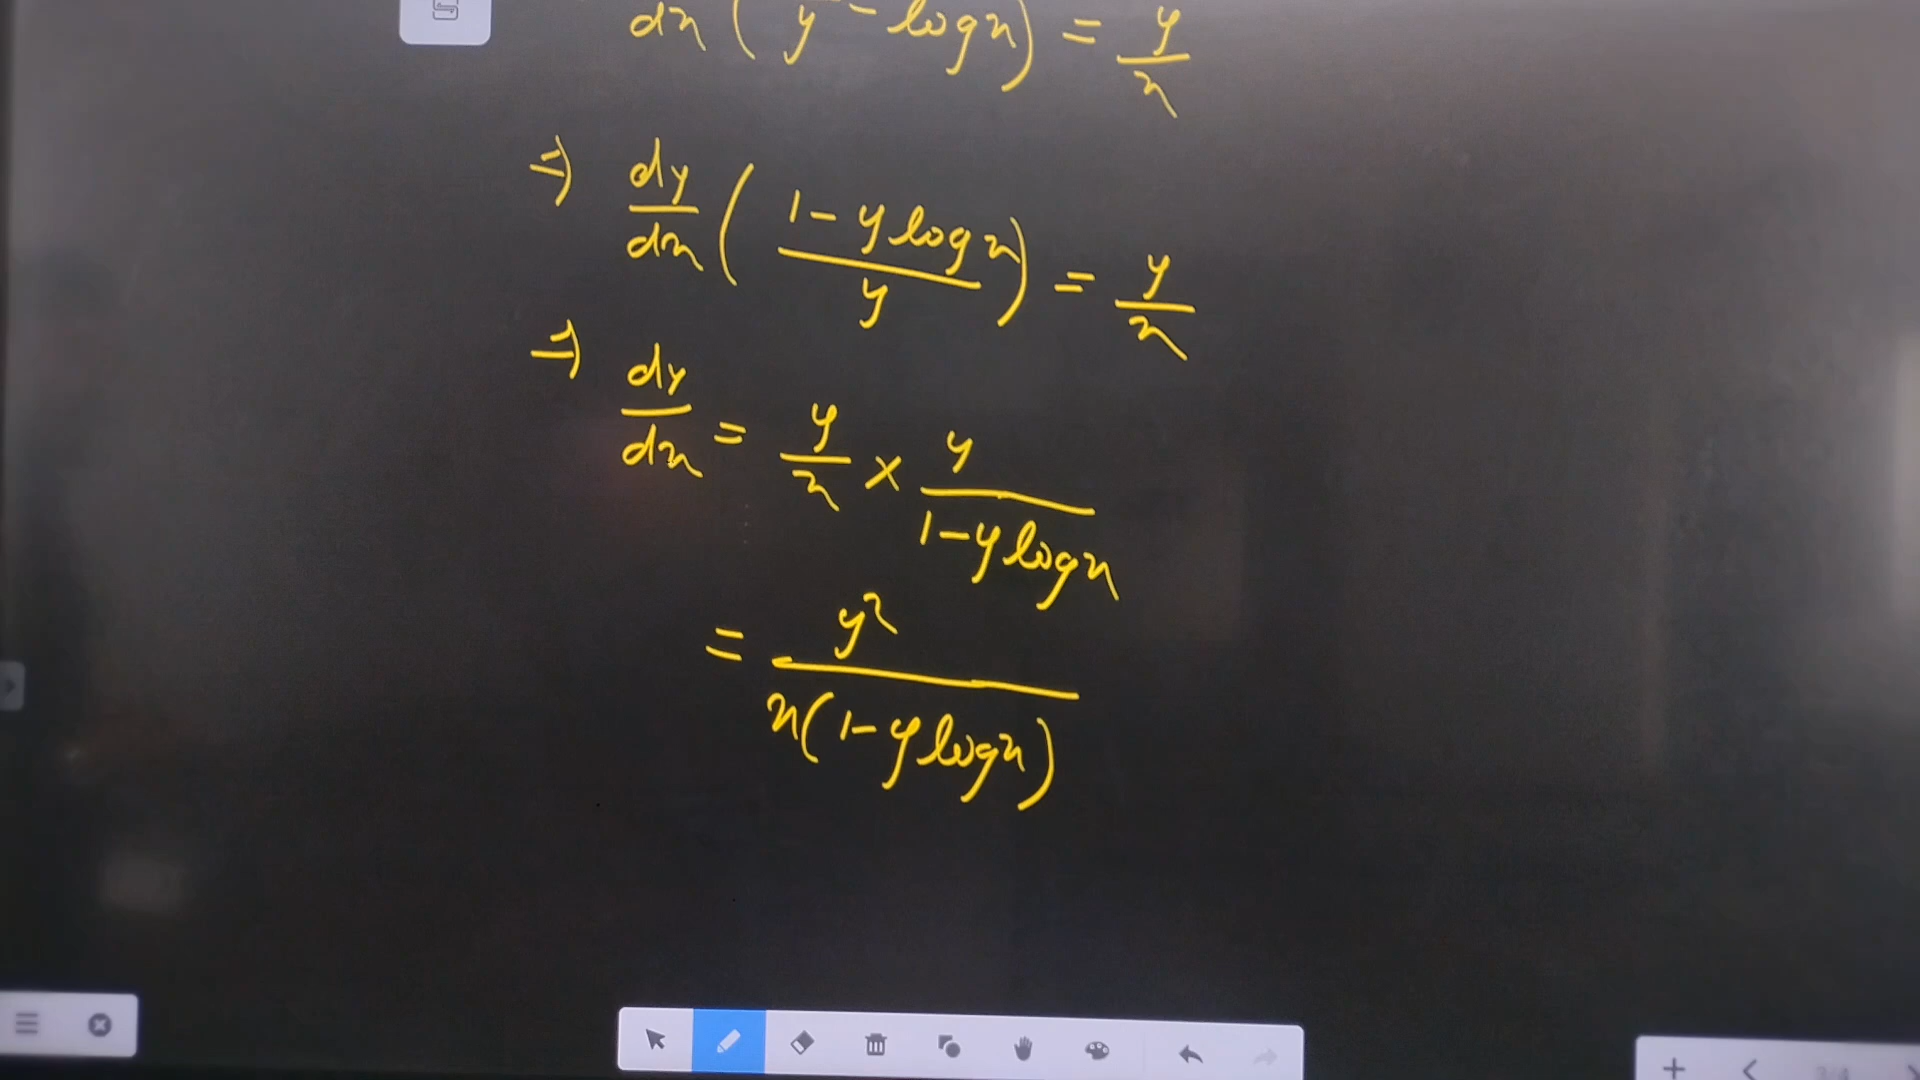 dx ( y - log x ) = y/x
⇒ dy/dx ( (1 - y log x)/y ) = y/x
⇒ dy/dx = y/x × y/(1 - y log x)
= y²/(x(1 - y log x))